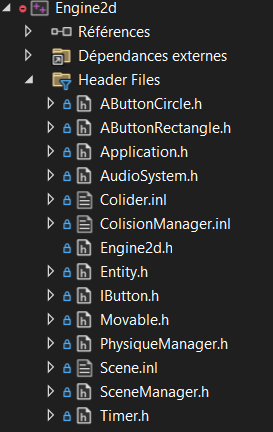 Engine2d
Références
Dépendances externes
Header Files
AButtonCircle.h
AButtonRectangle.h
Application.h
AudioSystem.h
Colider.inl
ColisionManager.inl
Engine2d.h
Entity.h
IButton.h
Movable.h
PhysiqueManager.h
Scene.inl
SceneManager.h
Timer.h